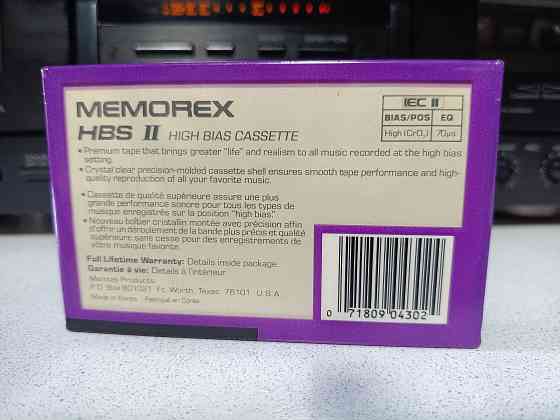 MEMOREX
HBS II HIGH BIAS CASSETTE
IEC II
BIAS/POS EQ
High (CrO2) 70µs
• Premium tape that brings greater "life" and realism to all music recorded at the high bias
setting.
• Crystal clear precision-molded cassette shell ensures smooth tape performance and high-
quality reproduction of all your favorite music.
• Cassette de qualité supérieure assure une plus
grande performance sonore pour tous les types de
musique enregistrés sur la position "high bias"
• Nouveau boîtier cristallin montée avec précision afin
d'offrir un déroulement de la bande plus précis et qualité
supérieure sans cesse pour des enregistrements de
votre musique favorite.
Full Lifetime Warranty: Details inside package.
Garantie à vie: Détails à l'intérieur
Memtek Products
P.O. Box 901021 Ft. Worth, Texas 76101 U.S.A.
Made in Korea Fabriqué en Corée
0 71809 04302